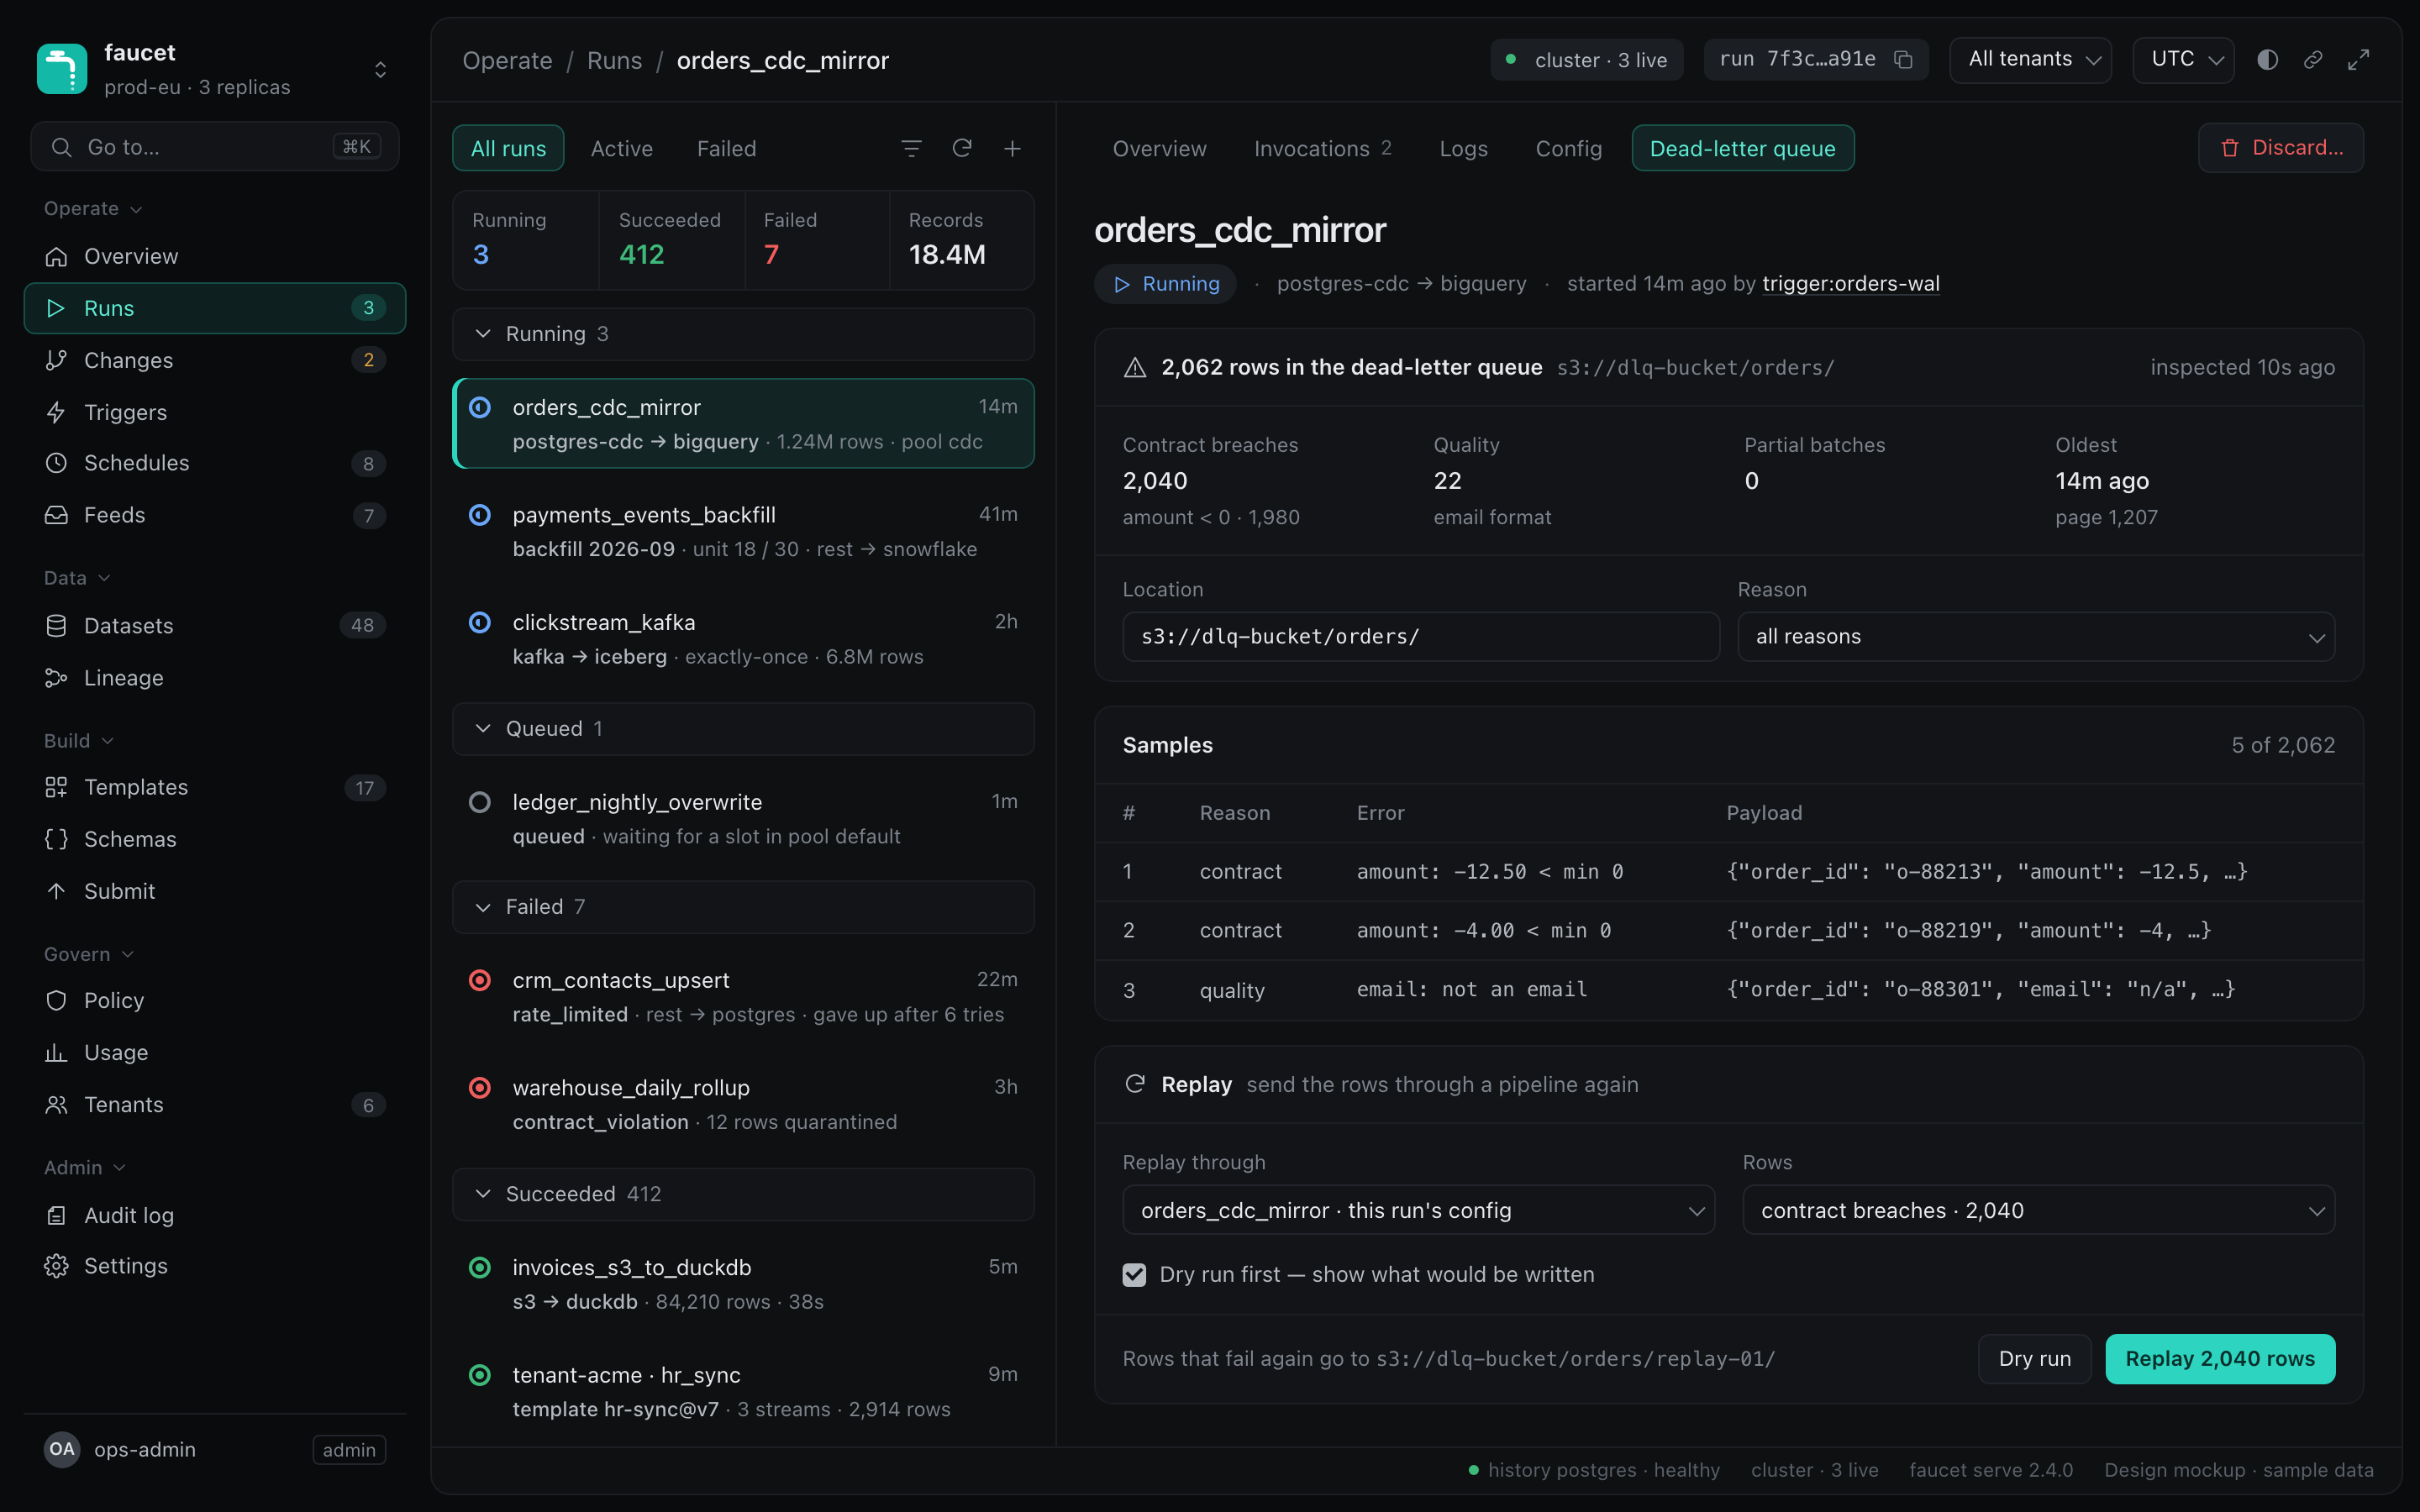 faucet
prod-eu · 3 replicas
Go to... ⌘K
Operate
Overview
Runs 3
Changes 2
Triggers
Schedules 8
Feeds 7
Data
Datasets 48
Lineage
Build
Templates 17
Schemas
Submit
Govern
Policy
Usage
Tenants 6
Admin
Audit log
Settings
OA ops-admin admin
Operate / Runs / orders_cdc_mirror
cluster · 3 live
run 7f3c…a91e
All tenants
UTC
All runs Active Failed
Running Succeeded Failed Records
3 412 7 18.4M
Running 3
orders_cdc_mirror 14m
postgres-cdc → bigquery · 1.24M rows · pool cdc
payments_events_backfill 41m
backfill 2026-09 · unit 18 / 30 · rest → snowflake
clickstream_kafka 2h
kafka → iceberg · exactly-once · 6.8M rows
Queued 1
ledger_nightly_overwrite 1m
queued · waiting for a slot in pool default
Failed 7
crm_contacts_upsert 22m
rate_limited · rest → postgres · gave up after 6 tries
warehouse_daily_rollup 3h
contract_violation · 12 rows quarantined
Succeeded 412
invoices_s3_to_duckdb 5m
s3 → duckdb · 84,210 rows · 38s
tenant-acme · hr_sync 9m
template hr-sync@v7 · 3 streams · 2,914 rows
Overview Invocations 2 Logs Config Dead-letter queue Discard...
orders_cdc_mirror
Running · postgres-cdc → bigquery · started 14m ago by trigger:orders-wal
2,062 rows in the dead-letter queue s3://dlq-bucket/orders/ inspected 10s ago
Contract breaches Quality Partial batches Oldest
2,040 22 0 14m ago
amount < 0 · 1,980 email format page 1,207
Location Reason
s3://dlq-bucket/orders/ all reasons
Samples 5 of 2,062
# Reason Error Payload
1 contract amount: -12.50 < min 0 {"order_id": "o-88213", "amount": -12.5, …}
2 contract amount: -4.00 < min 0 {"order_id": "o-88219", "amount": -4, …}
3 quality email: not an email {"order_id": "o-88301", "email": "n/a", …}
Replay send the rows through a pipeline again
Replay through Rows
orders_cdc_mirror · this run's config contract breaches · 2,040
Dry run first — show what would be written
Rows that fail again go to s3://dlq-bucket/orders/replay-01/ Dry run Replay 2,040 rows
history postgres · healthy cluster · 3 live faucet serve 2.4.0 Design mockup · sample data